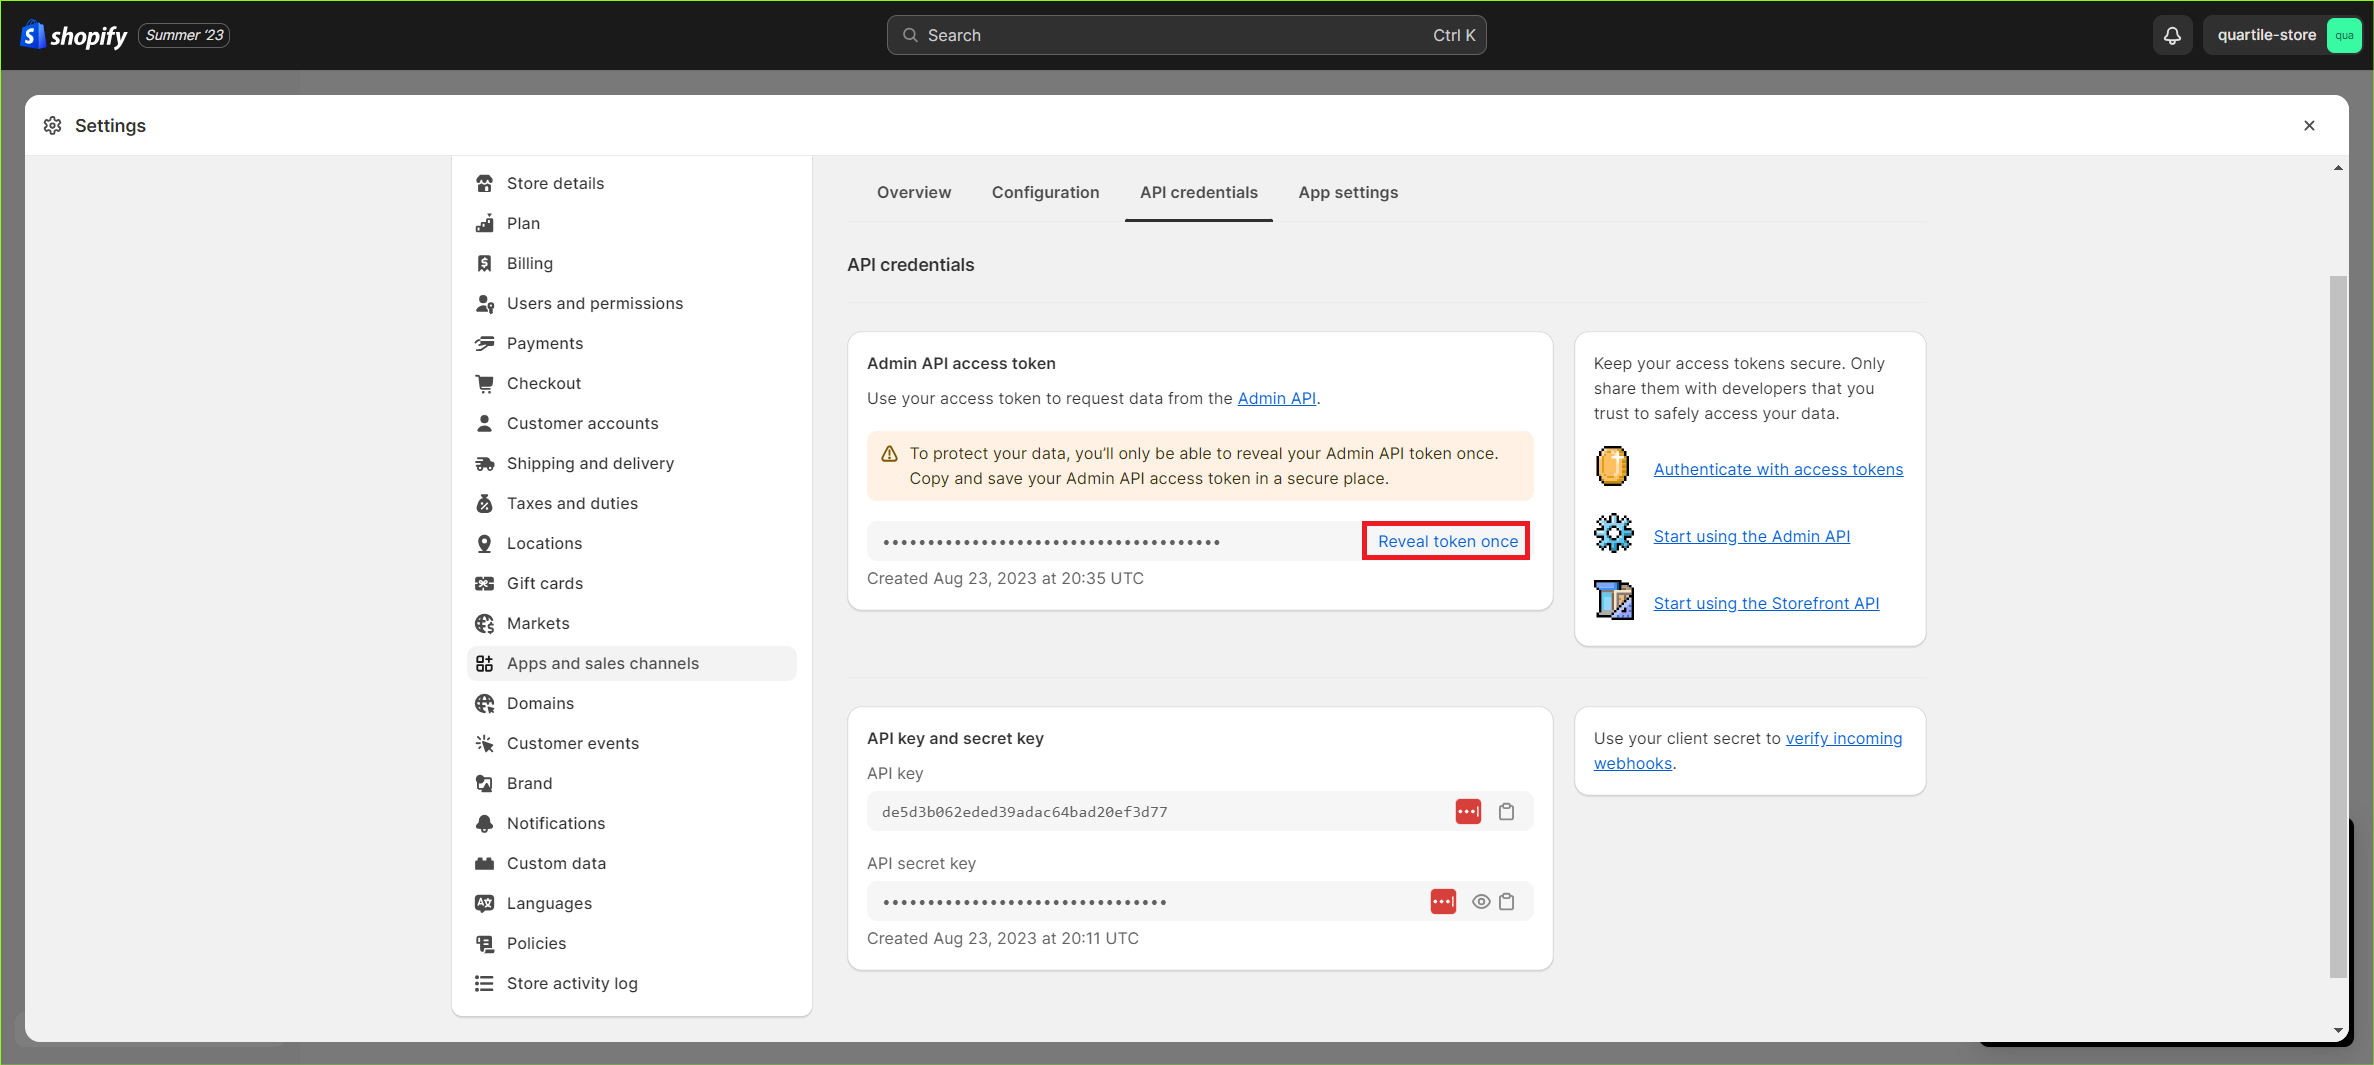 shopify
Summer '23
Search
Ctrl K
quartile-store
qua
Settings
Store details
Plan
Billing
Users and permissions
Payments
Checkout
Customer accounts
Shipping and delivery
Taxes and duties
Locations
Gift cards
Markets
Apps and sales channels
Domains
Customer events
Brand
Notifications
Custom data
Languages
Policies
Store activity log
Overview
Configuration
API credentials
App settings
API credentials
Admin API access token
Use your access token to request data from the Admin API.
To protect your data, you'll only be able to reveal your Admin API token once.
Copy and save your Admin API access token in a secure place.
••••••••••••••••••••••••••••••••••••••
Reveal token once
Created Aug 23, 2023 at 20:35 UTC
Keep your access tokens secure. Only
share them with developers that you
trust to safely access your data.
Authenticate with access tokens
Start using the Admin API
Start using the Storefront API
API key and secret key
API key
de5d3b062eded39adac64bad20ef3d77
API secret key
••••••••••••••••••••••••••••••••
Created Aug 23, 2023 at 20:11 UTC
Use your client secret to verify incoming
webhooks.